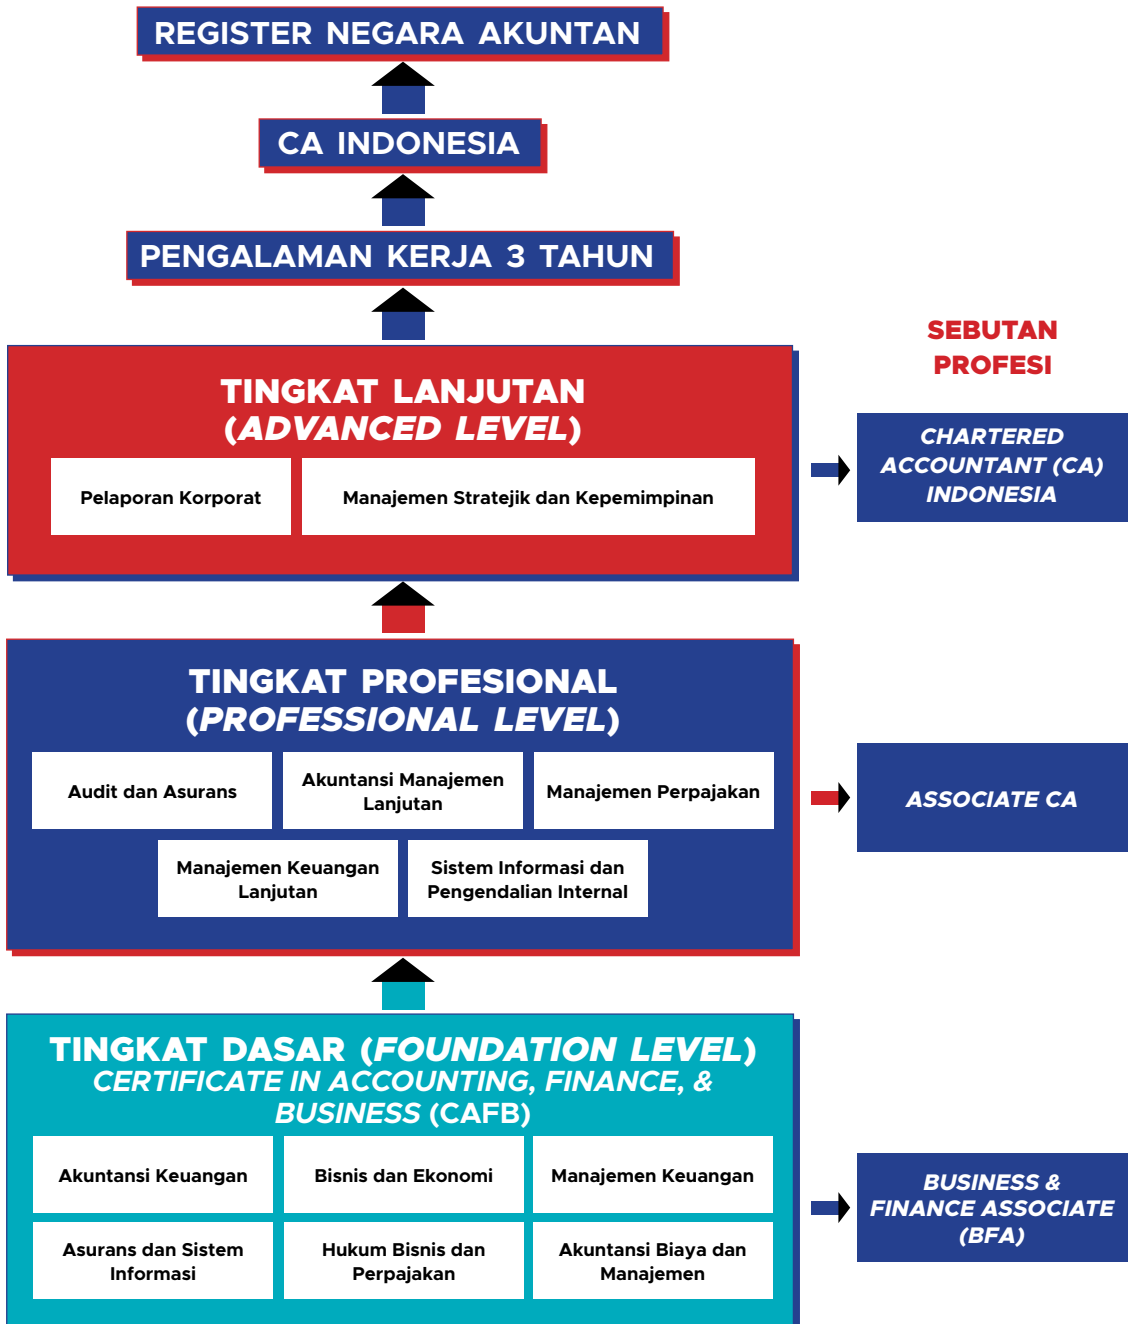 REGISTER NEGARA AKUNTAN
CA INDONESIA
PENGALAMAN KERJA 3 TAHUN
SEBUTAN
PROFESI
TINGKAT LANJUTAN
(ADVANCED LEVEL)
Pelaporan Korporat
Manajemen Stratejik dan Kepemimpinan
CHARTERED
ACCOUNTANT (CA)
INDONESIA
TINGKAT PROFESIONAL
(PROFESSIONAL LEVEL)
Audit dan Asurans
Akuntansi Manajemen
Lanjutan
Manajemen Perpajakan
Manajemen Keuangan
Lanjutan
Sistem Informasi dan
Pengendalian Internal
ASSOCIATE CA
TINGKAT DASAR (FOUNDATION LEVEL)
CERTIFICATE IN ACCOUNTING, FINANCE, &
BUSINESS (CAFB)
Akuntansi Keuangan
Bisnis dan Ekonomi
Manajemen Keuangan
Asurans dan Sistem
Informasi
Hukum Bisnis dan
Perpajakan
Akuntansi Biaya dan
Manajemen
BUSINESS &
FINANCE ASSOCIATE
(BFA)